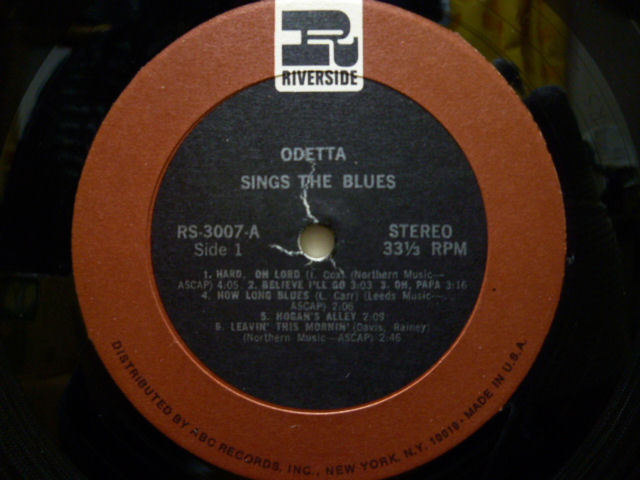 R
RIVERSIDE
ODETTA
SINGS THE BLUES
RS-3007-A STEREO
Side 1 33⅓ RPM
1. HARD, OH LORD (I. Cox) (Northern Music—
ASCAP) 4:05 2. BELIEVE I'LL GO 3:03 3. OH, PAPA 3:16
4. HOW LONG BLUES (L. Carr) (Leeds Music—
ASCAP) 2:06
5. HOGAN'S ALLEY 2:09
6. LEAVIN' THIS MORNIN' (Davis, Rainey)
(Northern Music—ASCAP) 2:46
DISTRIBUTED BY ABC RECORDS, INC., NEW YORK, N.Y. 10019 • MADE IN U.S.A.